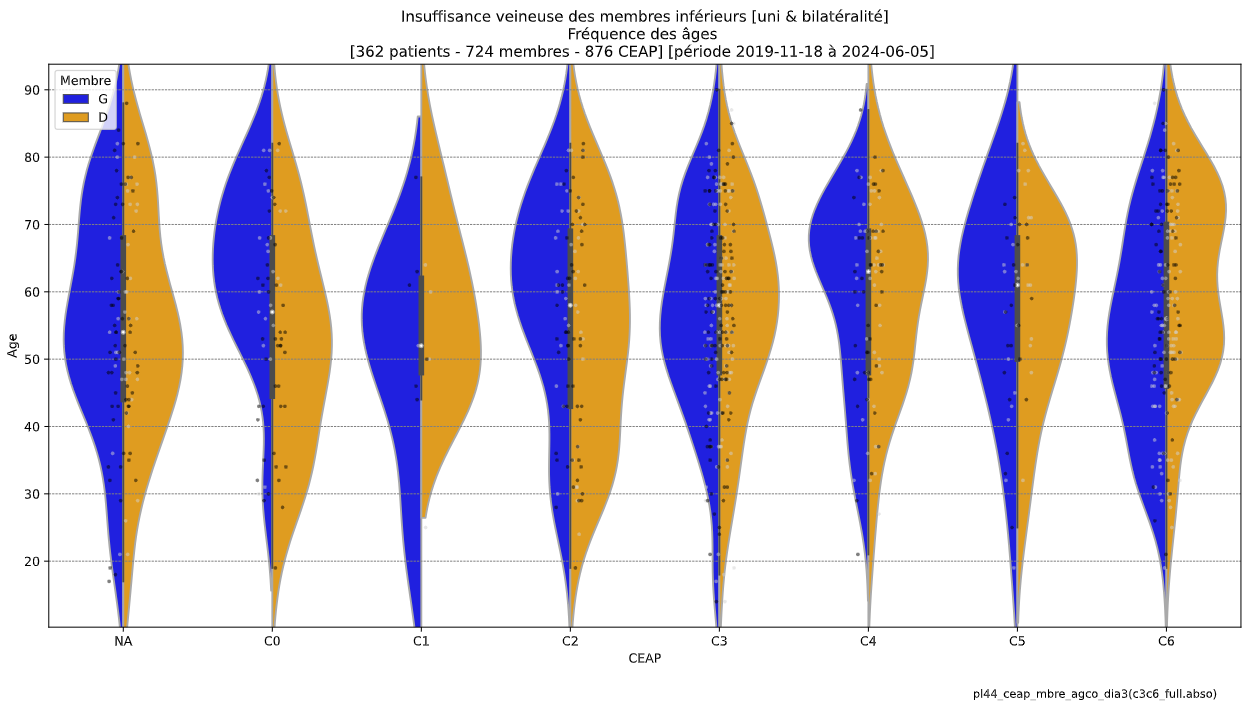 Insuffisance veineuse des membres inférieurs [uni & bilatéralité]
Fréquence des âges
[362 patients - 724 membres - 876 CEAP] [période 2019-11-18 à 2024-06-05]
Membre
G
D
90
80
70
60
50
40
30
20
Age
NA C0 C1 C2 C3 C4 C5 C6
CEAP
pl44_ceap_mbre_agco_dia3(c3c6_full.abso)